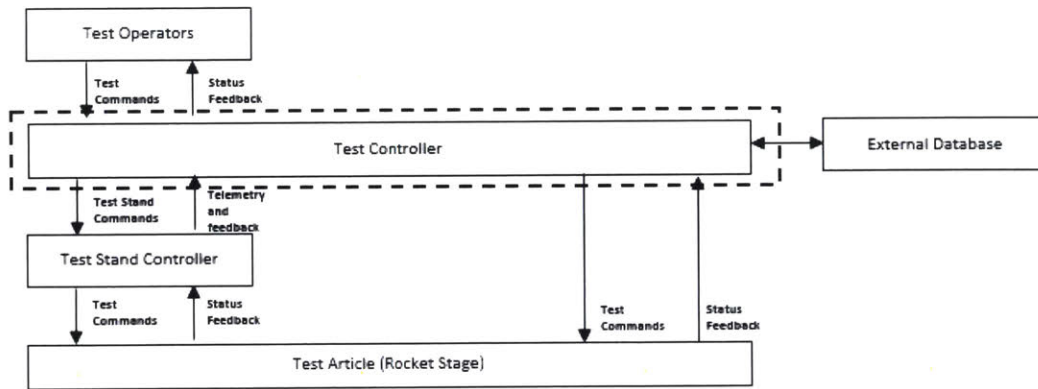 Test Operators
Test
Commands
Status
Feedback
Test Controller
External Database
Test Stand
Commands
Telemetry
and
feedback
Test Stand Controller
Test
Commands
Status
Feedback
Test
Commands
Status
Feedback
Test Article (Rocket Stage)